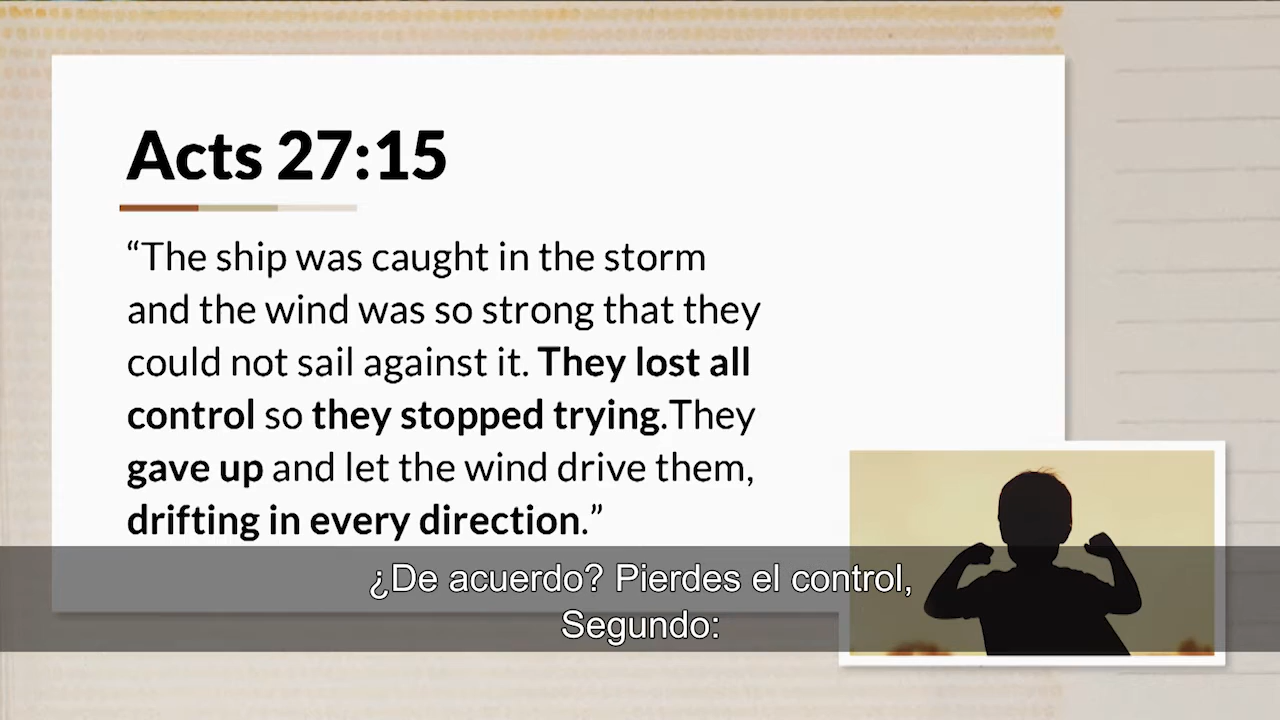 Acts 27:15
“The ship was caught in the storm
and the wind was so strong that they
could not sail against it. They lost all
control so they stopped trying.They
gave up and let the wind drive them,
drifting in every direction.”
¿De acuerdo? Pierdes el control,
Segundo: